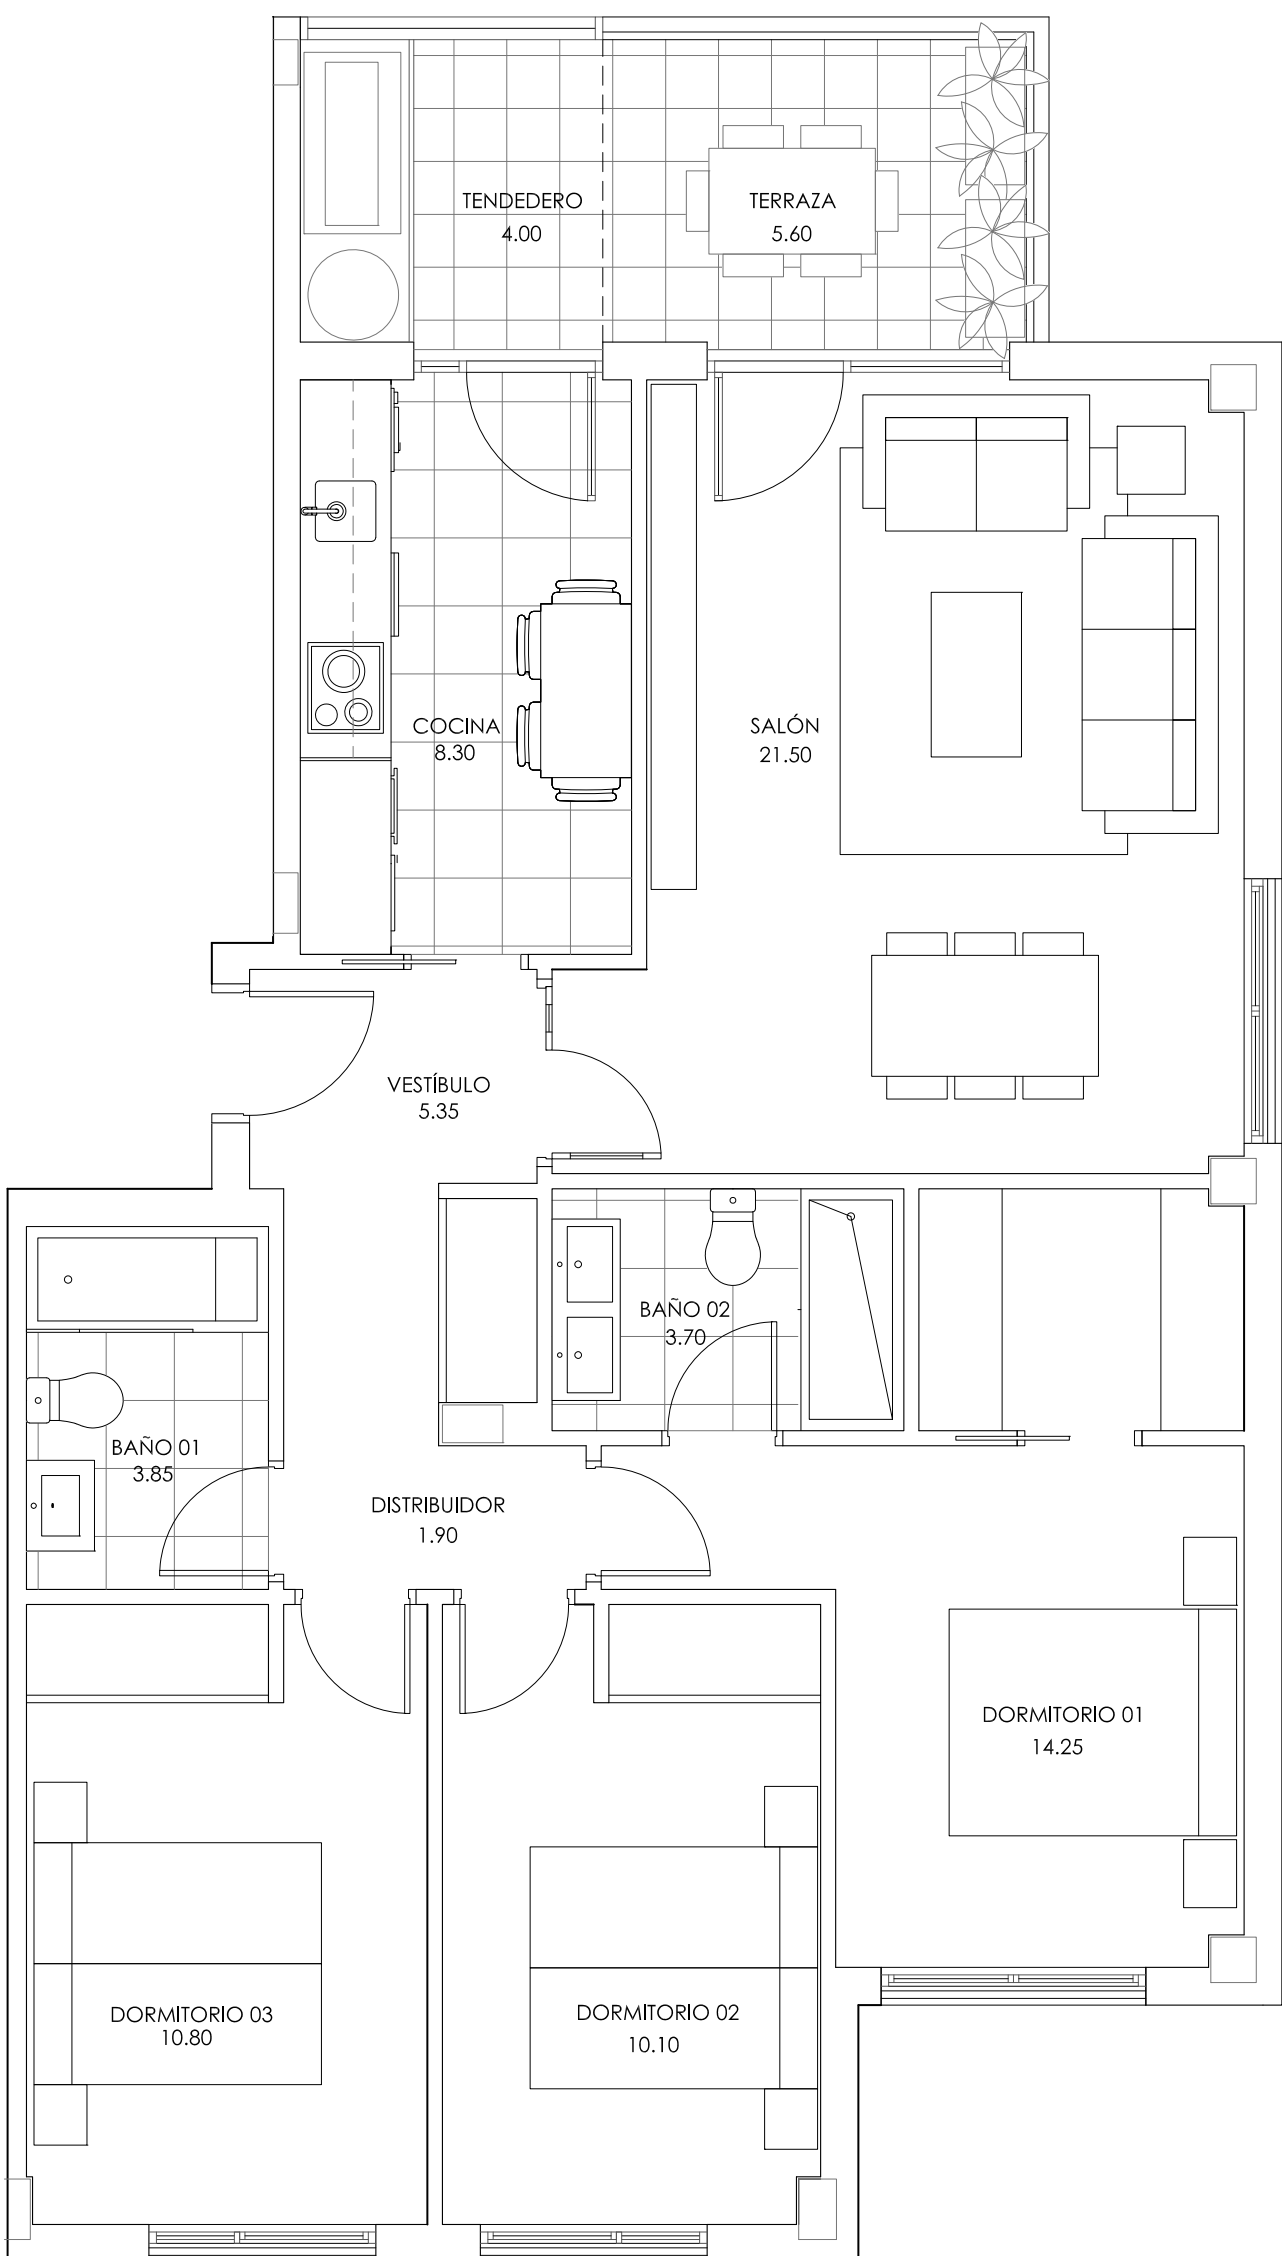 TENDEDERO
4.00
TERRAZA
5.60
COCINA
8.30
SALÓN
21.50
VESTÍBULO
5.35
BAÑO 02
3.70
BAÑO 01
3.85
DISTRIBUIDOR
1.90
DORMITORIO 01
14.25
DORMITORIO 03
10.80
DORMITORIO 02
10.10